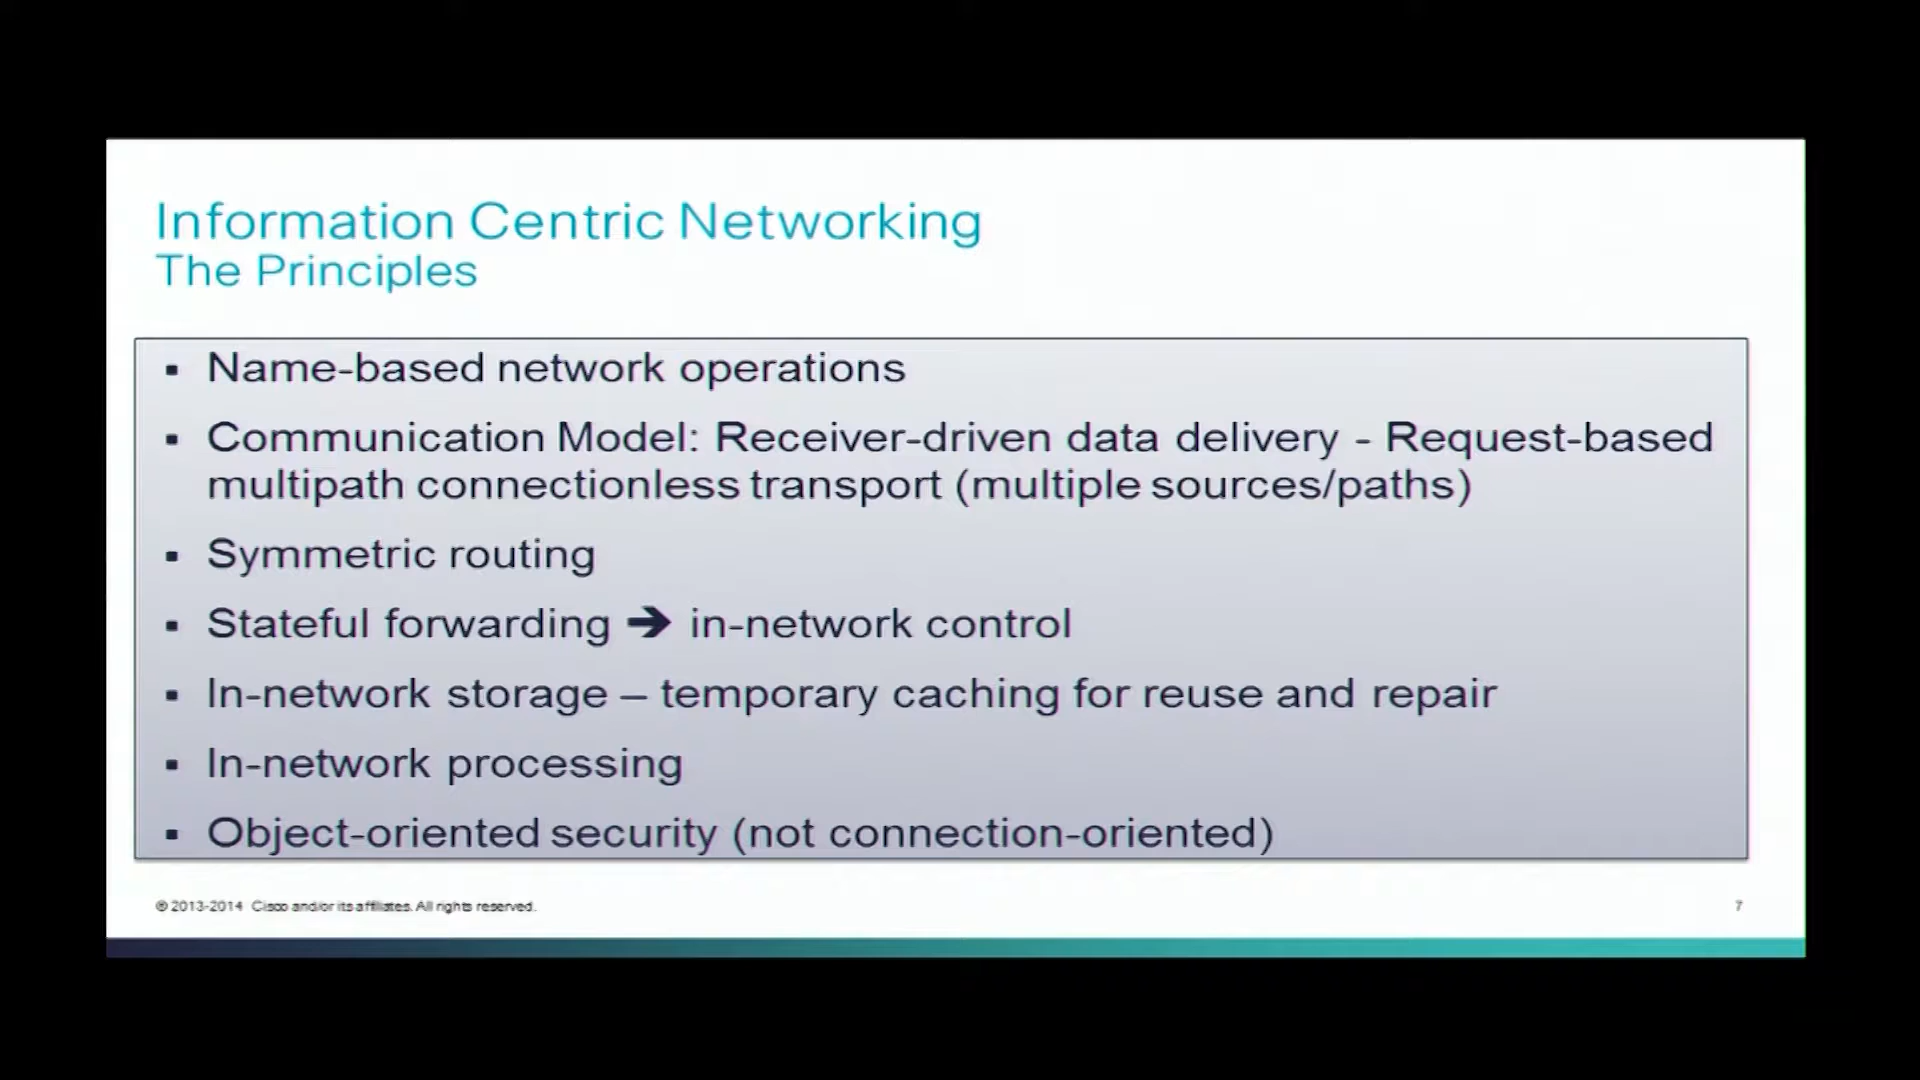 Information Centric Networking
The Principles
▪ Name-based network operations
▪ Communication Model: Receiver-driven data delivery - Request-based
multipath connectionless transport (multiple sources/paths)
▪ Symmetric routing
▪ Stateful forwarding ➔ in-network control
▪ In-network storage – temporary caching for reuse and repair
▪ In-network processing
▪ Object-oriented security (not connection-oriented)
© 2013-2014 Cisco and/or its affiliates. All rights reserved.
7